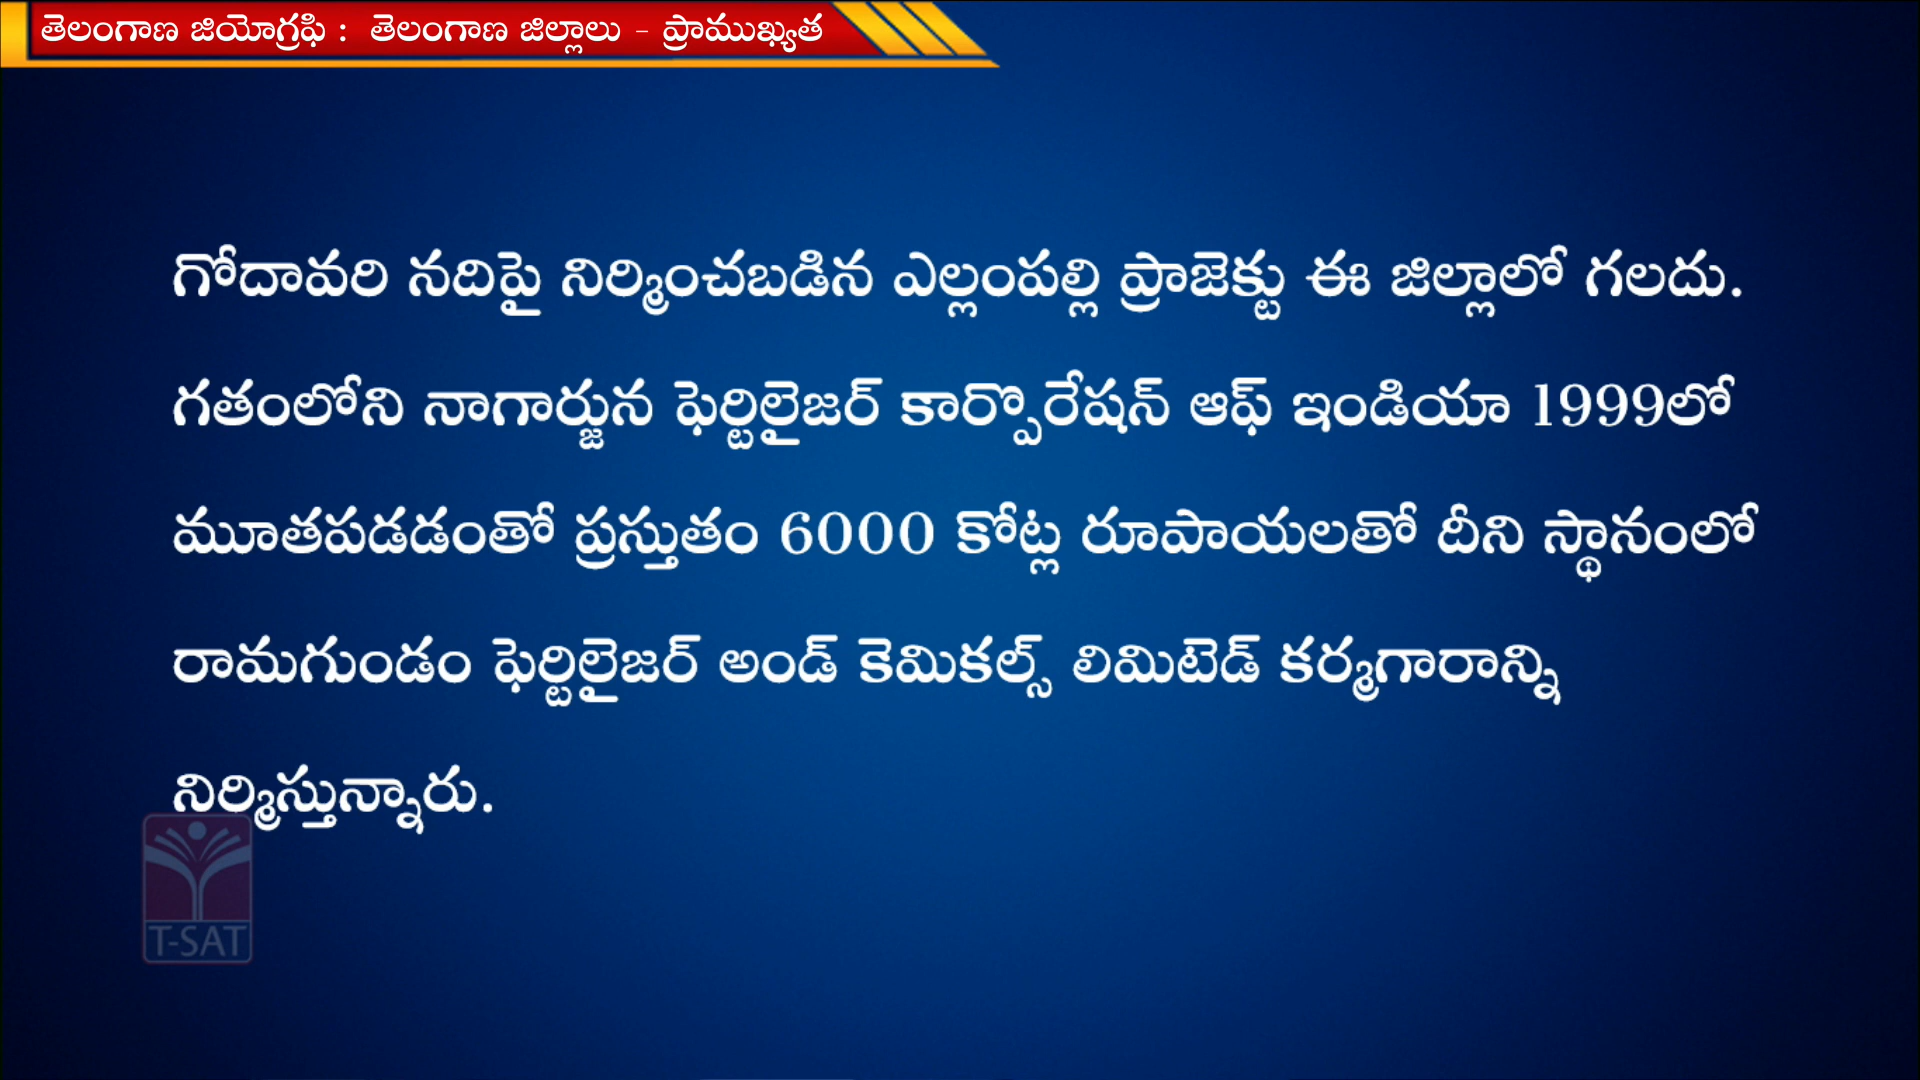 తెలంగాణ జియోగ్రఫి :  తెలంగాణ జిల్లాలు - ప్రాముఖ్యత
గోదావరి నదిపై నిర్మించబడిన ఎల్లంపల్లి ప్రాజెక్టు ఈ జిల్లాలో గలదు.
గతంలోని నాగార్జున ఫెర్టిలైజర్ కార్పొరేషన్ ఆఫ్ ఇండియా 1999లో
మూతపడడంతో ప్రస్తుతం 6000 కోట్ల రూపాయలతో దీని స్థానంలో
రామగుండం ఫెర్టిలైజర్ అండ్ కెమికల్స్ లిమిటెడ్ కర్మగారాన్ని
నిర్మిస్తున్నారు.
T-SAT